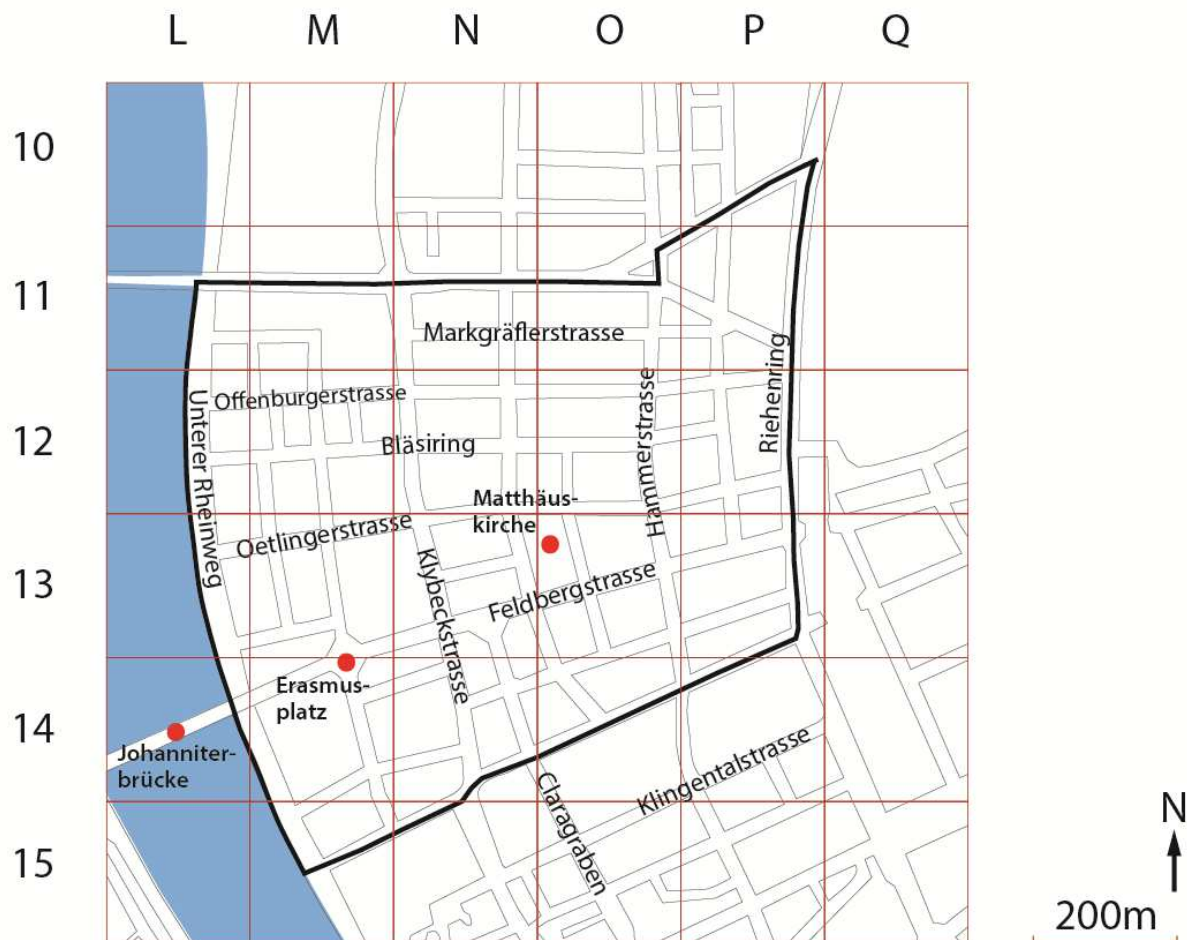 L M N O P Q
10
11
Markgräflerstrasse
Offenburgerstrasse
Unterer Rheinweg
Hammerstrasse
Riehenring
12
Bläsiring
Matthäus-
kirche
Oetlingerstrasse
13
Klybeckstrasse
Feldbergstrasse
Erasmus-
platz
14
Johanniter-
brücke
Claragraben
Klingentalstrasse
15
N
200m